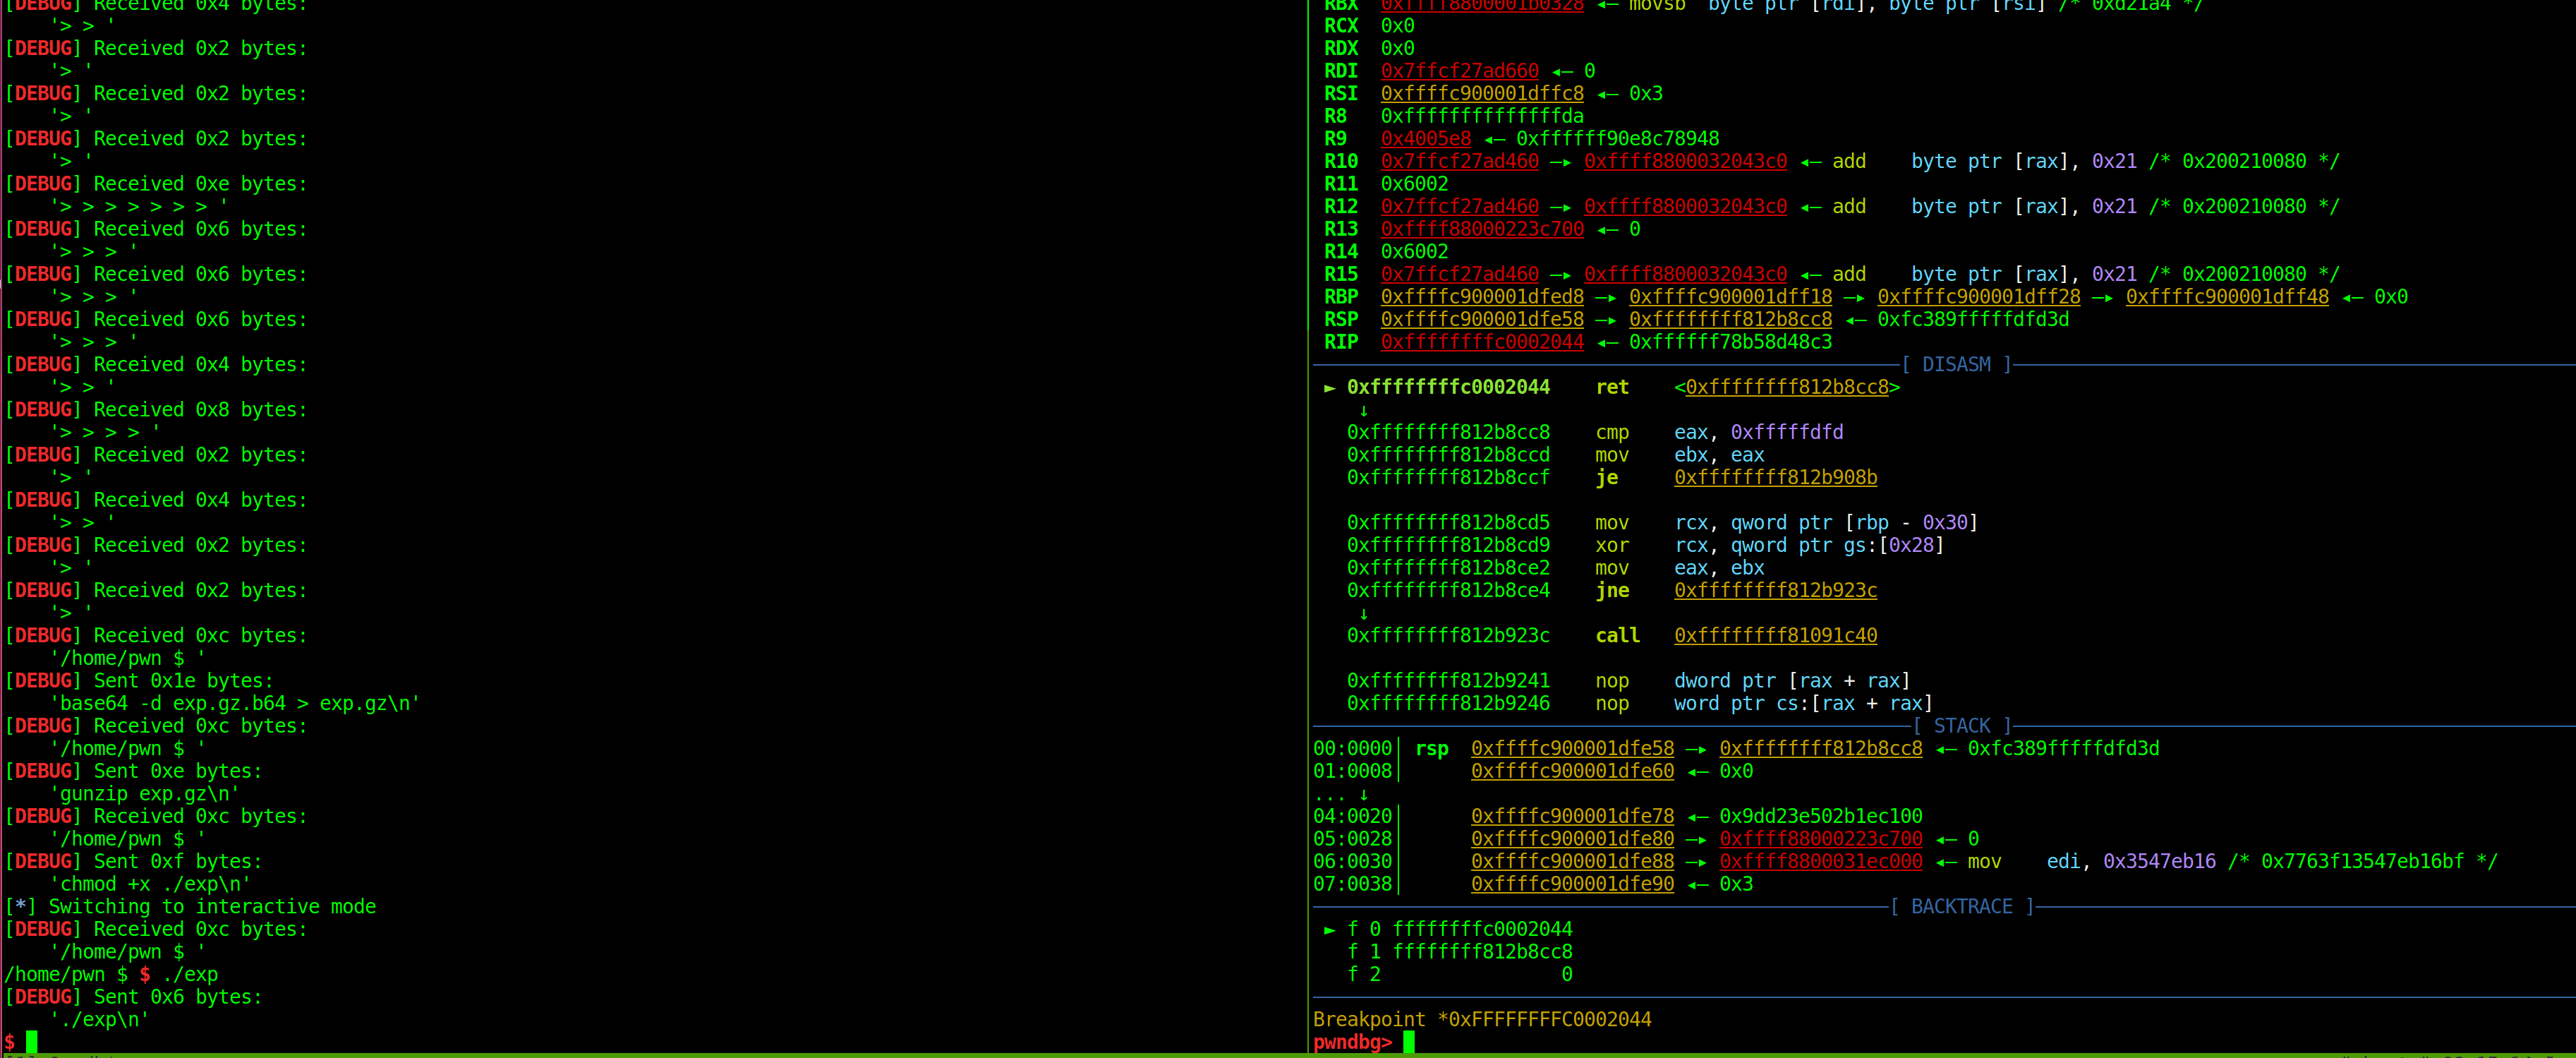 [DEBUG] Received 0x4 bytes:
'> > '
[DEBUG] Received 0x2 bytes:
'> '
[DEBUG] Received 0x2 bytes:
'> '
[DEBUG] Received 0x2 bytes:
'> '
[DEBUG] Received 0xe bytes:
'> > > > > > > '
[DEBUG] Received 0x6 bytes:
'> > > '
[DEBUG] Received 0x6 bytes:
'> > > '
[DEBUG] Received 0x6 bytes:
'> > > '
[DEBUG] Received 0x4 bytes:
'> > '
[DEBUG] Received 0x8 bytes:
'> > > > '
[DEBUG] Received 0x2 bytes:
'> '
[DEBUG] Received 0x4 bytes:
'> > '
[DEBUG] Received 0x2 bytes:
'> '
[DEBUG] Received 0x2 bytes:
'> '
[DEBUG] Received 0xc bytes:
'/home/pwn $ '
[DEBUG] Sent 0x1e bytes:
'base64 -d exp.gz.b64 > exp.gz\n'
[DEBUG] Received 0xc bytes:
'/home/pwn $ '
[DEBUG] Sent 0xe bytes:
'gunzip exp.gz\n'
[DEBUG] Received 0xc bytes:
'/home/pwn $ '
[DEBUG] Sent 0xf bytes:
'chmod +x ./exp\n'
[*] Switching to interactive mode
[DEBUG] Received 0xc bytes:
'/home/pwn $ '
/home/pwn $ $ ./exp
[DEBUG] Sent 0x6 bytes:
'./exp\n'
$
RBX 0xffff8800001b0328 ◂— movsb byte ptr [rdi], byte ptr [rsi] /* 0xd21a4 */
RCX 0x0
RDX 0x0
RDI 0x7ffcf27ad660 ◂— 0
RSI 0xffffc900001dffc8 ◂— 0x3
R8 0xffffffffffffffda
R9 0x4005e8 ◂— 0xffffff90e8c78948
R10 0x7ffcf27ad460 —▸ 0xffff8800032043c0 ◂— add byte ptr [rax], 0x21 /* 0x200210080 */
R11 0x6002
R12 0x7ffcf27ad460 —▸ 0xffff8800032043c0 ◂— add byte ptr [rax], 0x21 /* 0x200210080 */
R13 0xffff88000223c700 ◂— 0
R14 0x6002
R15 0x7ffcf27ad460 —▸ 0xffff8800032043c0 ◂— add byte ptr [rax], 0x21 /* 0x200210080 */
RBP 0xffffc900001dfed8 —▸ 0xffffc900001dff18 —▸ 0xffffc900001dff28 —▸ 0xffffc900001dff48 ◂— 0x0
RSP 0xffffc900001dfe58 —▸ 0xffffffff812b8cc8 ◂— 0xfc389fffffdfd3d
RIP 0xffffffffc0002044 ◂— 0xffffff78b58d48c3
[ DISASM ]
► 0xffffffffc0002044 ret <0xffffffff812b8cc8>
↓
0xffffffff812b8cc8 cmp eax, 0xfffffdfd
0xffffffff812b8ccd mov ebx, eax
0xffffffff812b8ccf je 0xffffffff812b908b
0xffffffff812b8cd5 mov rcx, qword ptr [rbp - 0x30]
0xffffffff812b8cd9 xor rcx, qword ptr gs:[0x28]
0xffffffff812b8ce2 mov eax, ebx
0xffffffff812b8ce4 jne 0xffffffff812b923c
↓
0xffffffff812b923c call 0xffffffff81091c40
0xffffffff812b9241 nop dword ptr [rax + rax]
0xffffffff812b9246 nop word ptr cs:[rax + rax]
[ STACK ]
00:0000│ rsp 0xffffc900001dfe58 —▸ 0xffffffff812b8cc8 ◂— 0xfc389fffffdfd3d
01:0008│ 0xffffc900001dfe60 ◂— 0x0
... ↓
04:0020│ 0xffffc900001dfe78 ◂— 0x9dd23e502b1ec100
05:0028│ 0xffffc900001dfe80 —▸ 0xffff88000223c700 ◂— 0
06:0030│ 0xffffc900001dfe88 —▸ 0xffff8800031ec000 ◂— mov edi, 0x3547eb16 /* 0x7763f13547eb16bf */
07:0038│ 0xffffc900001dfe90 ◂— 0x3
[ BACKTRACE ]
► f 0 ffffffffc0002044
f 1 ffffffff812b8cc8
f 2 0
Breakpoint *0xFFFFFFFFC0002044
pwndbg>